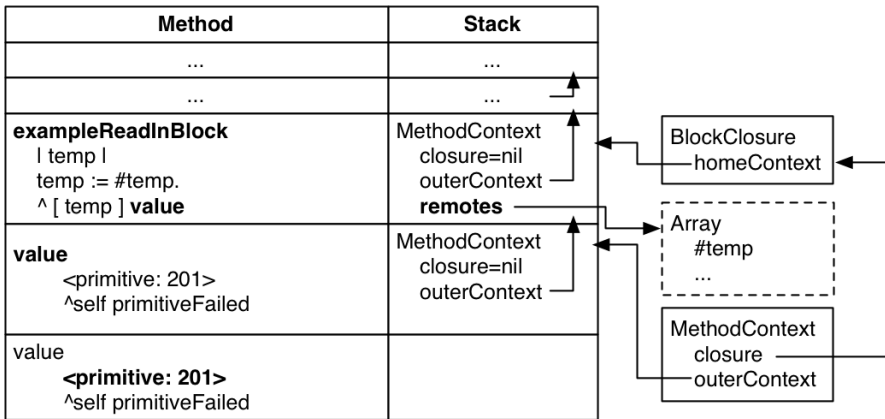 Method Stack
... ...
... ...
exampleReadInBlock
| temp |
temp := #temp.
^ [ temp ] value
MethodContext
closure=nil
outerContext
remotes
value
<primitive: 201>
^self primitiveFailed
MethodContext
closure=nil
outerContext
value
<primitive: 201>
^self primitiveFailed
BlockClosure
homeContext
Array
#temp
...
MethodContext
closure
outerContext